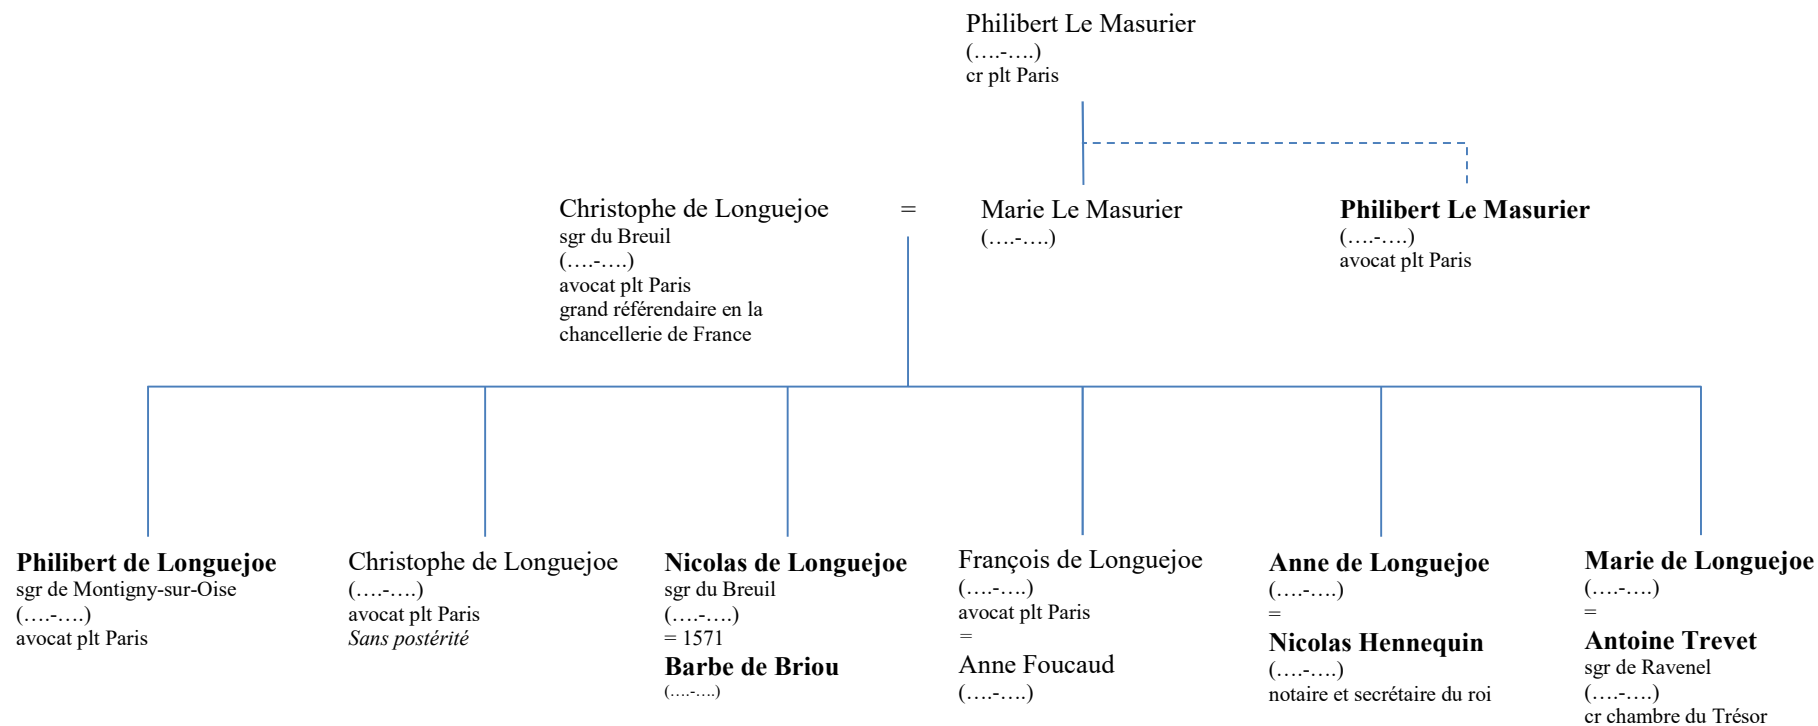 Philibert Le Masurier
(….-….)
cr plt Paris
Christophe de Longuejoe
sgr du Breuil
(….-….)
avocat plt Paris
grand référendaire en la
chancellerie de France
=
Marie Le Masurier
(….-….)
Philibert Le Masurier
(….-….)
avocat plt Paris
Philibert de Longuejoe
sgr de Montigny-sur-Oise
(….-….)
avocat plt Paris
Christophe de Longuejoe
(….-….)
avocat plt Paris
Sans postérité
Nicolas de Longuejoe
sgr du Breuil
(….-….)
= 1571
Barbe de Briou
(….-….)
François de Longuejoe
(….-….)
avocat plt Paris
=
Anne Foucaud
(….-….)
Anne de Longuejoe
(….-….)
=
Nicolas Hennequin
(….-….)
notaire et secrétaire du roi
Marie de Longuejoe
(….-….)
=
Antoine Trevet
sgr de Ravenel
(….-….)
cr chambre du Trésor